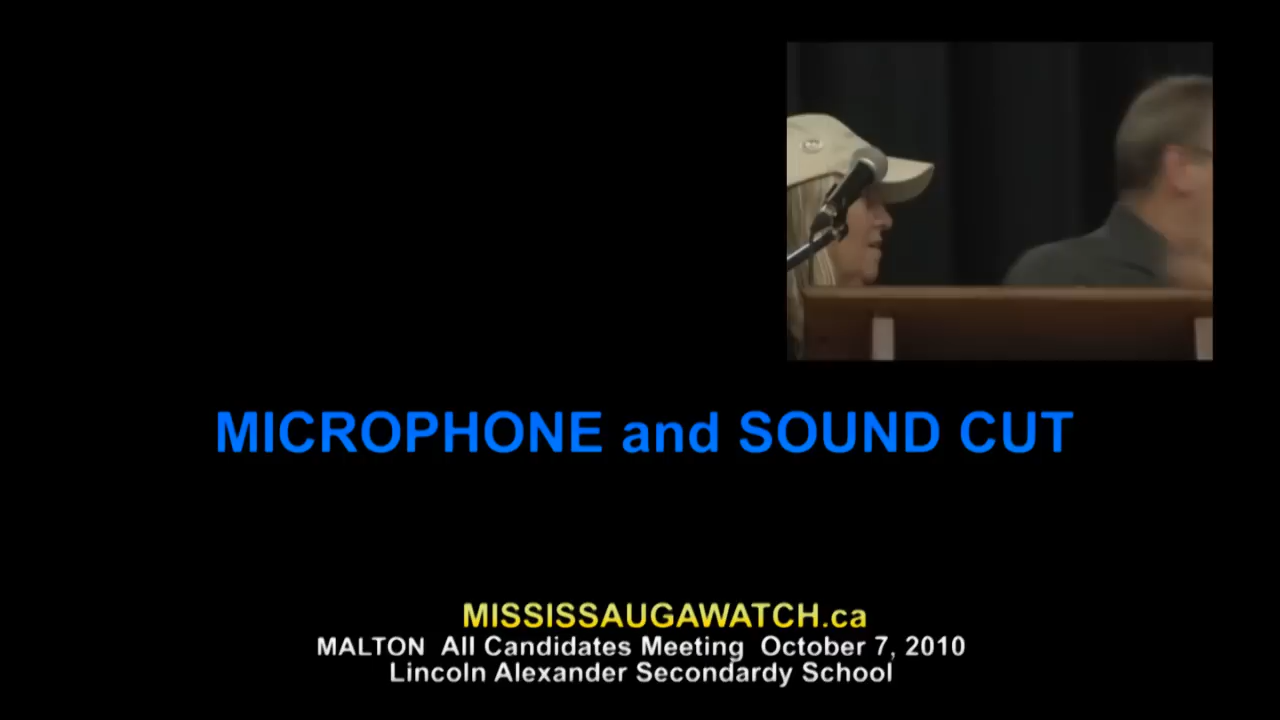 MICROPHONE and SOUND CUT
MISSISSAUGAWATCH.ca
MALTON All Candidates Meeting October 7, 2010
Lincoln Alexander Secondardy School